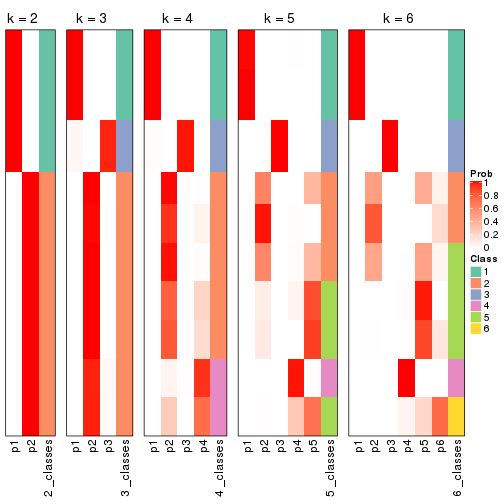 k = 2
k = 3
k = 4
k = 5
k = 6
Prob
1
0.8
0.6
0.4
0.2
0
Class
1
2
3
4
5
6
p1
p2
2_classes
p1
p2
p3
3_classes
p1
p2
p3
p4
4_classes
p1
p2
p3
p4
p5
5_classes
p1
p2
p3
p4
p5
p6
6_classes